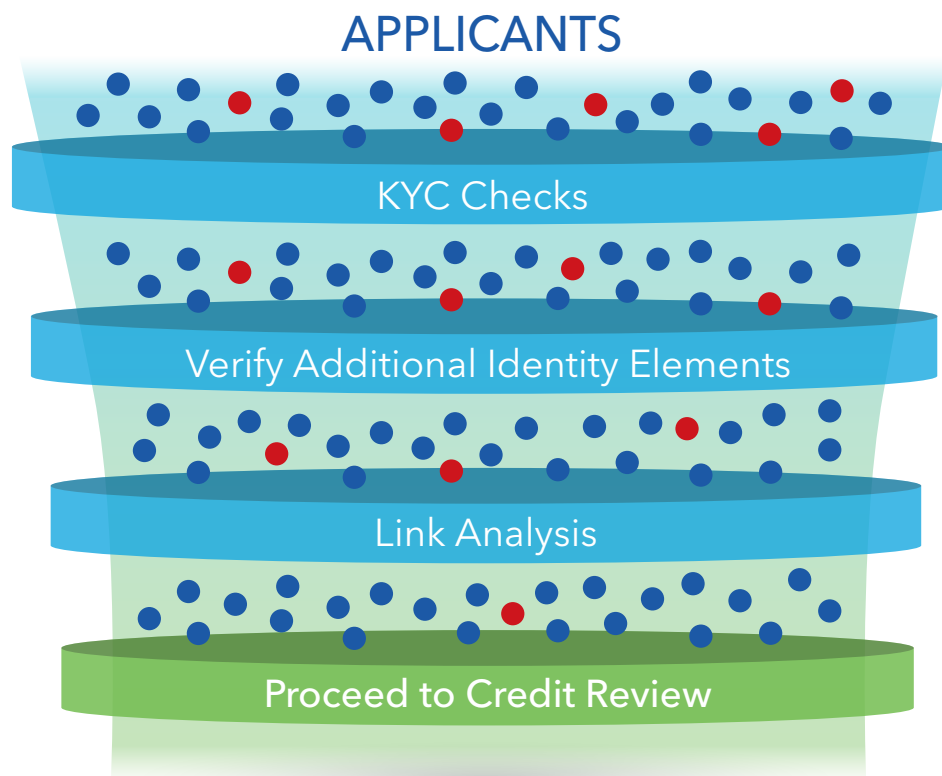 APPLICANTS
KYC Checks
Verify Additional Identity Elements
Link Analysis
Proceed to Credit Review